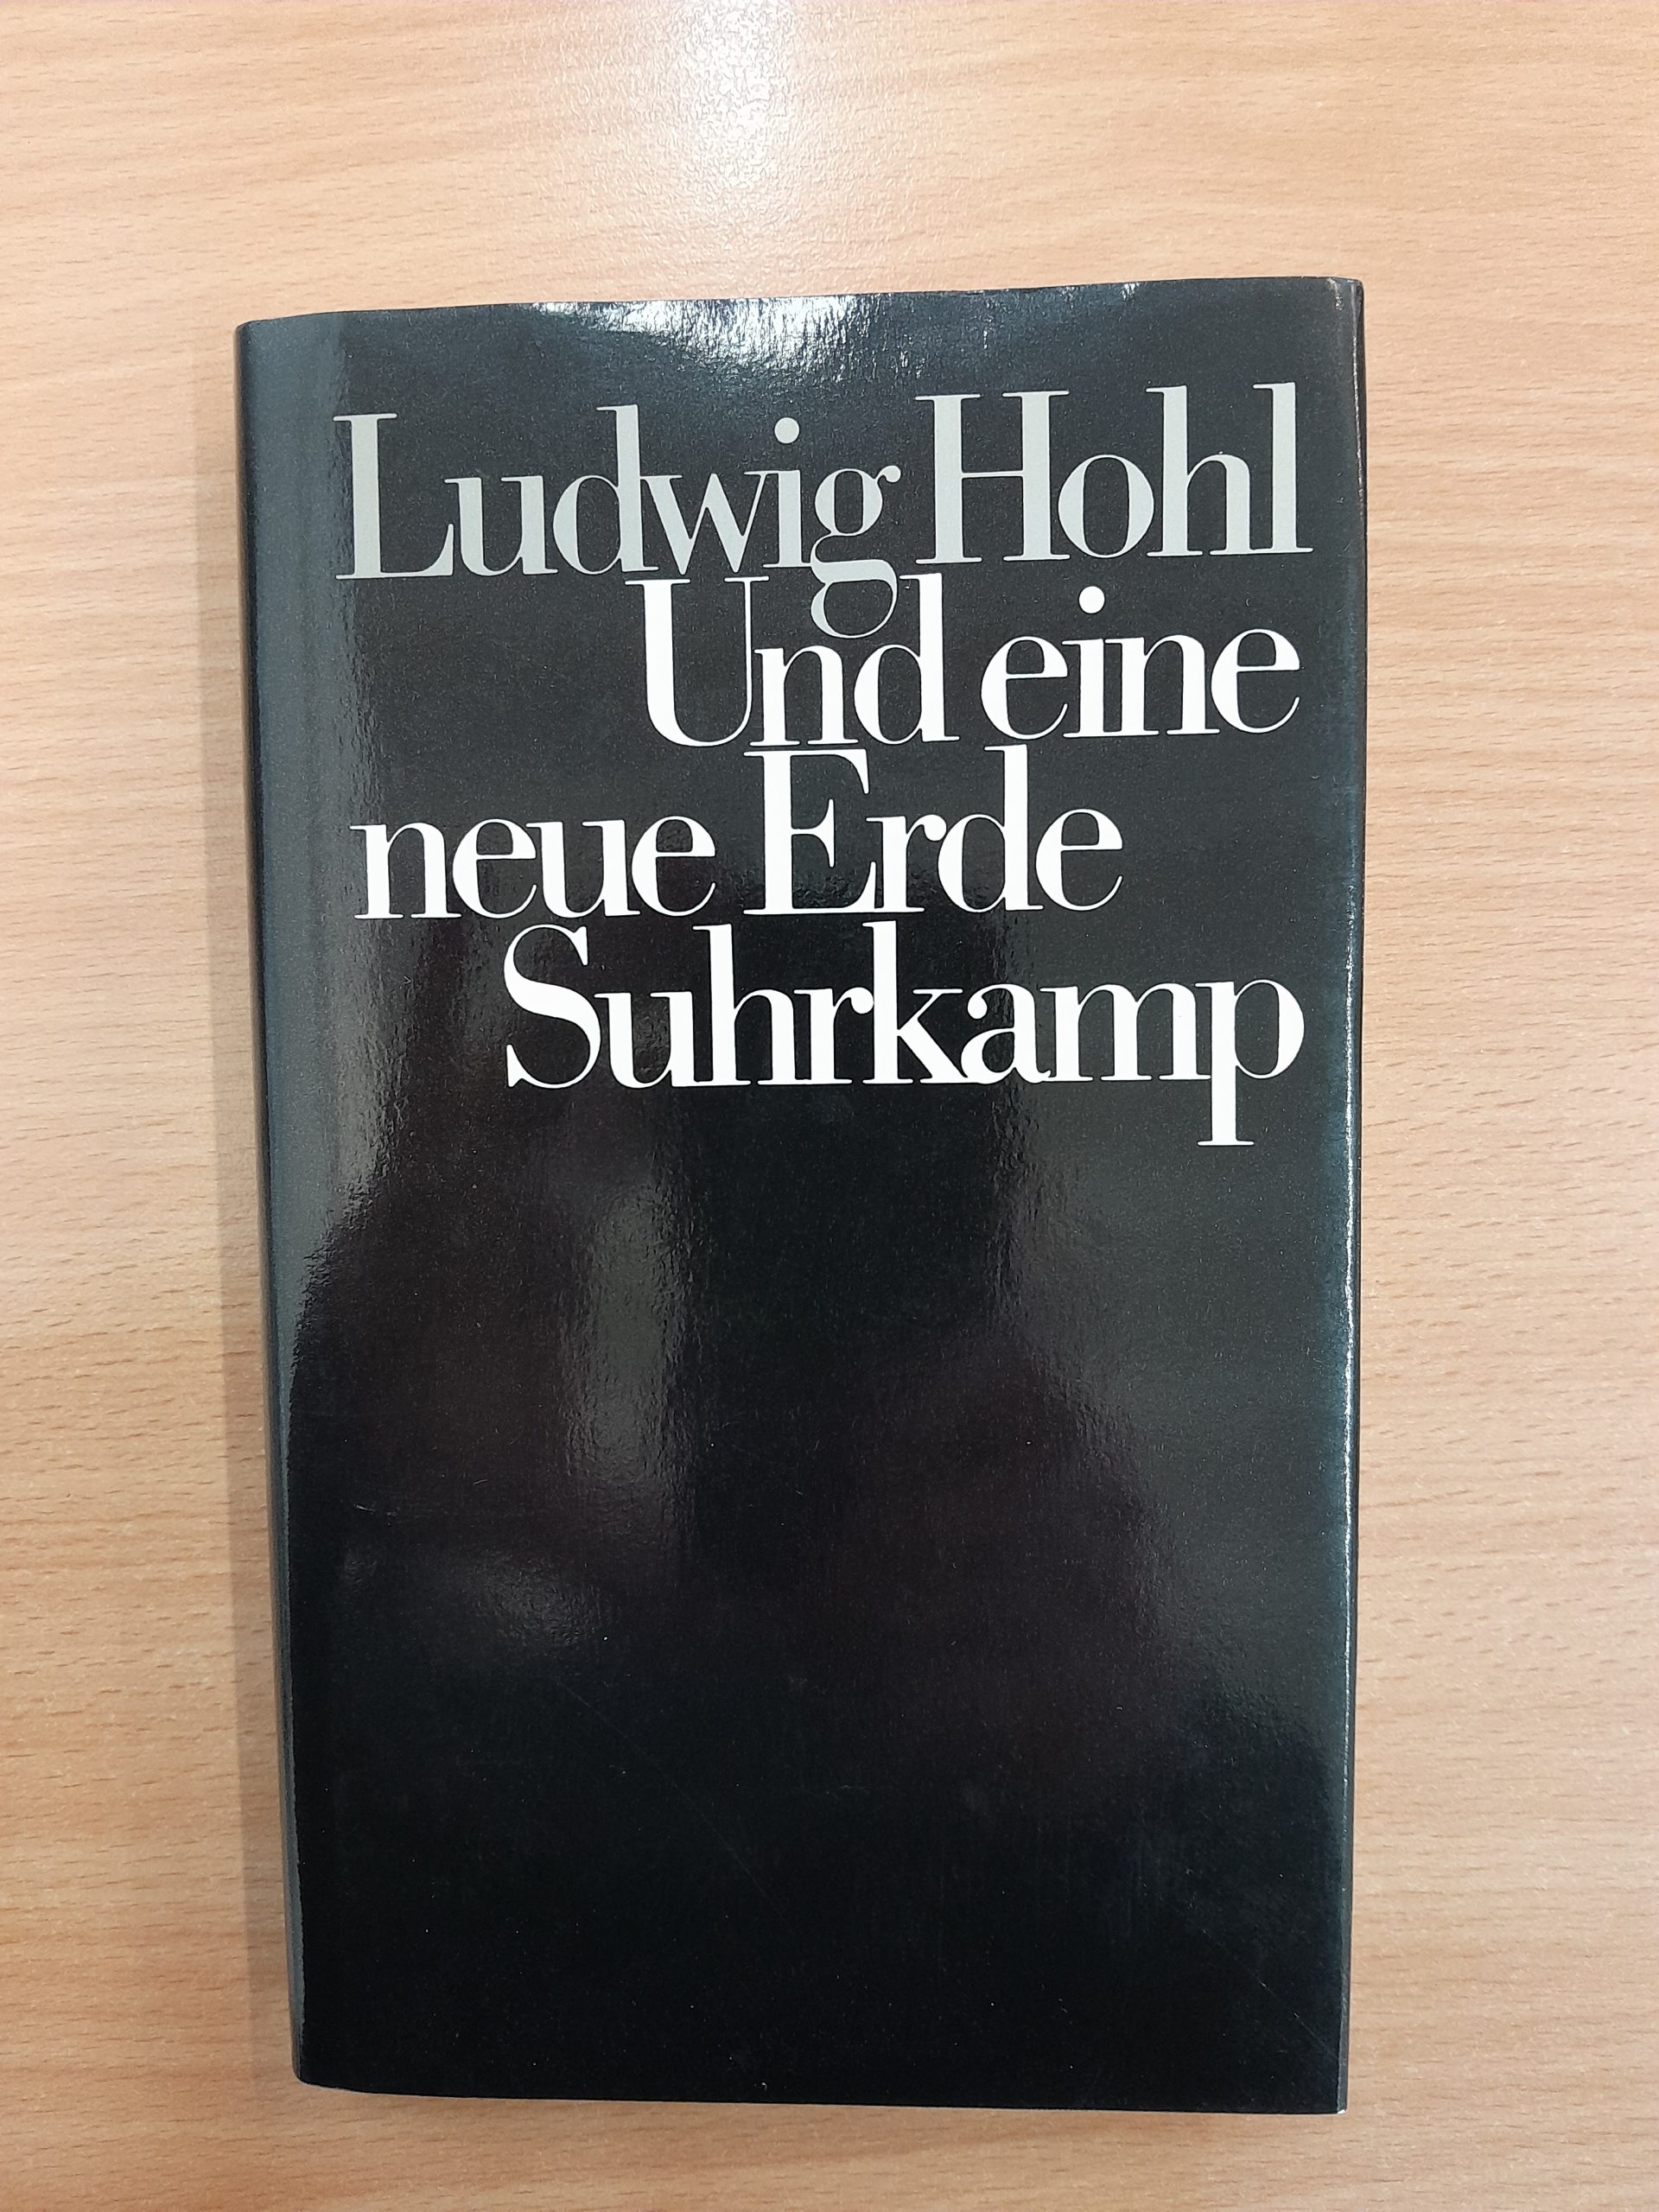 Ludwig Hohl
Und eine
neue Erde
Suhrkamp